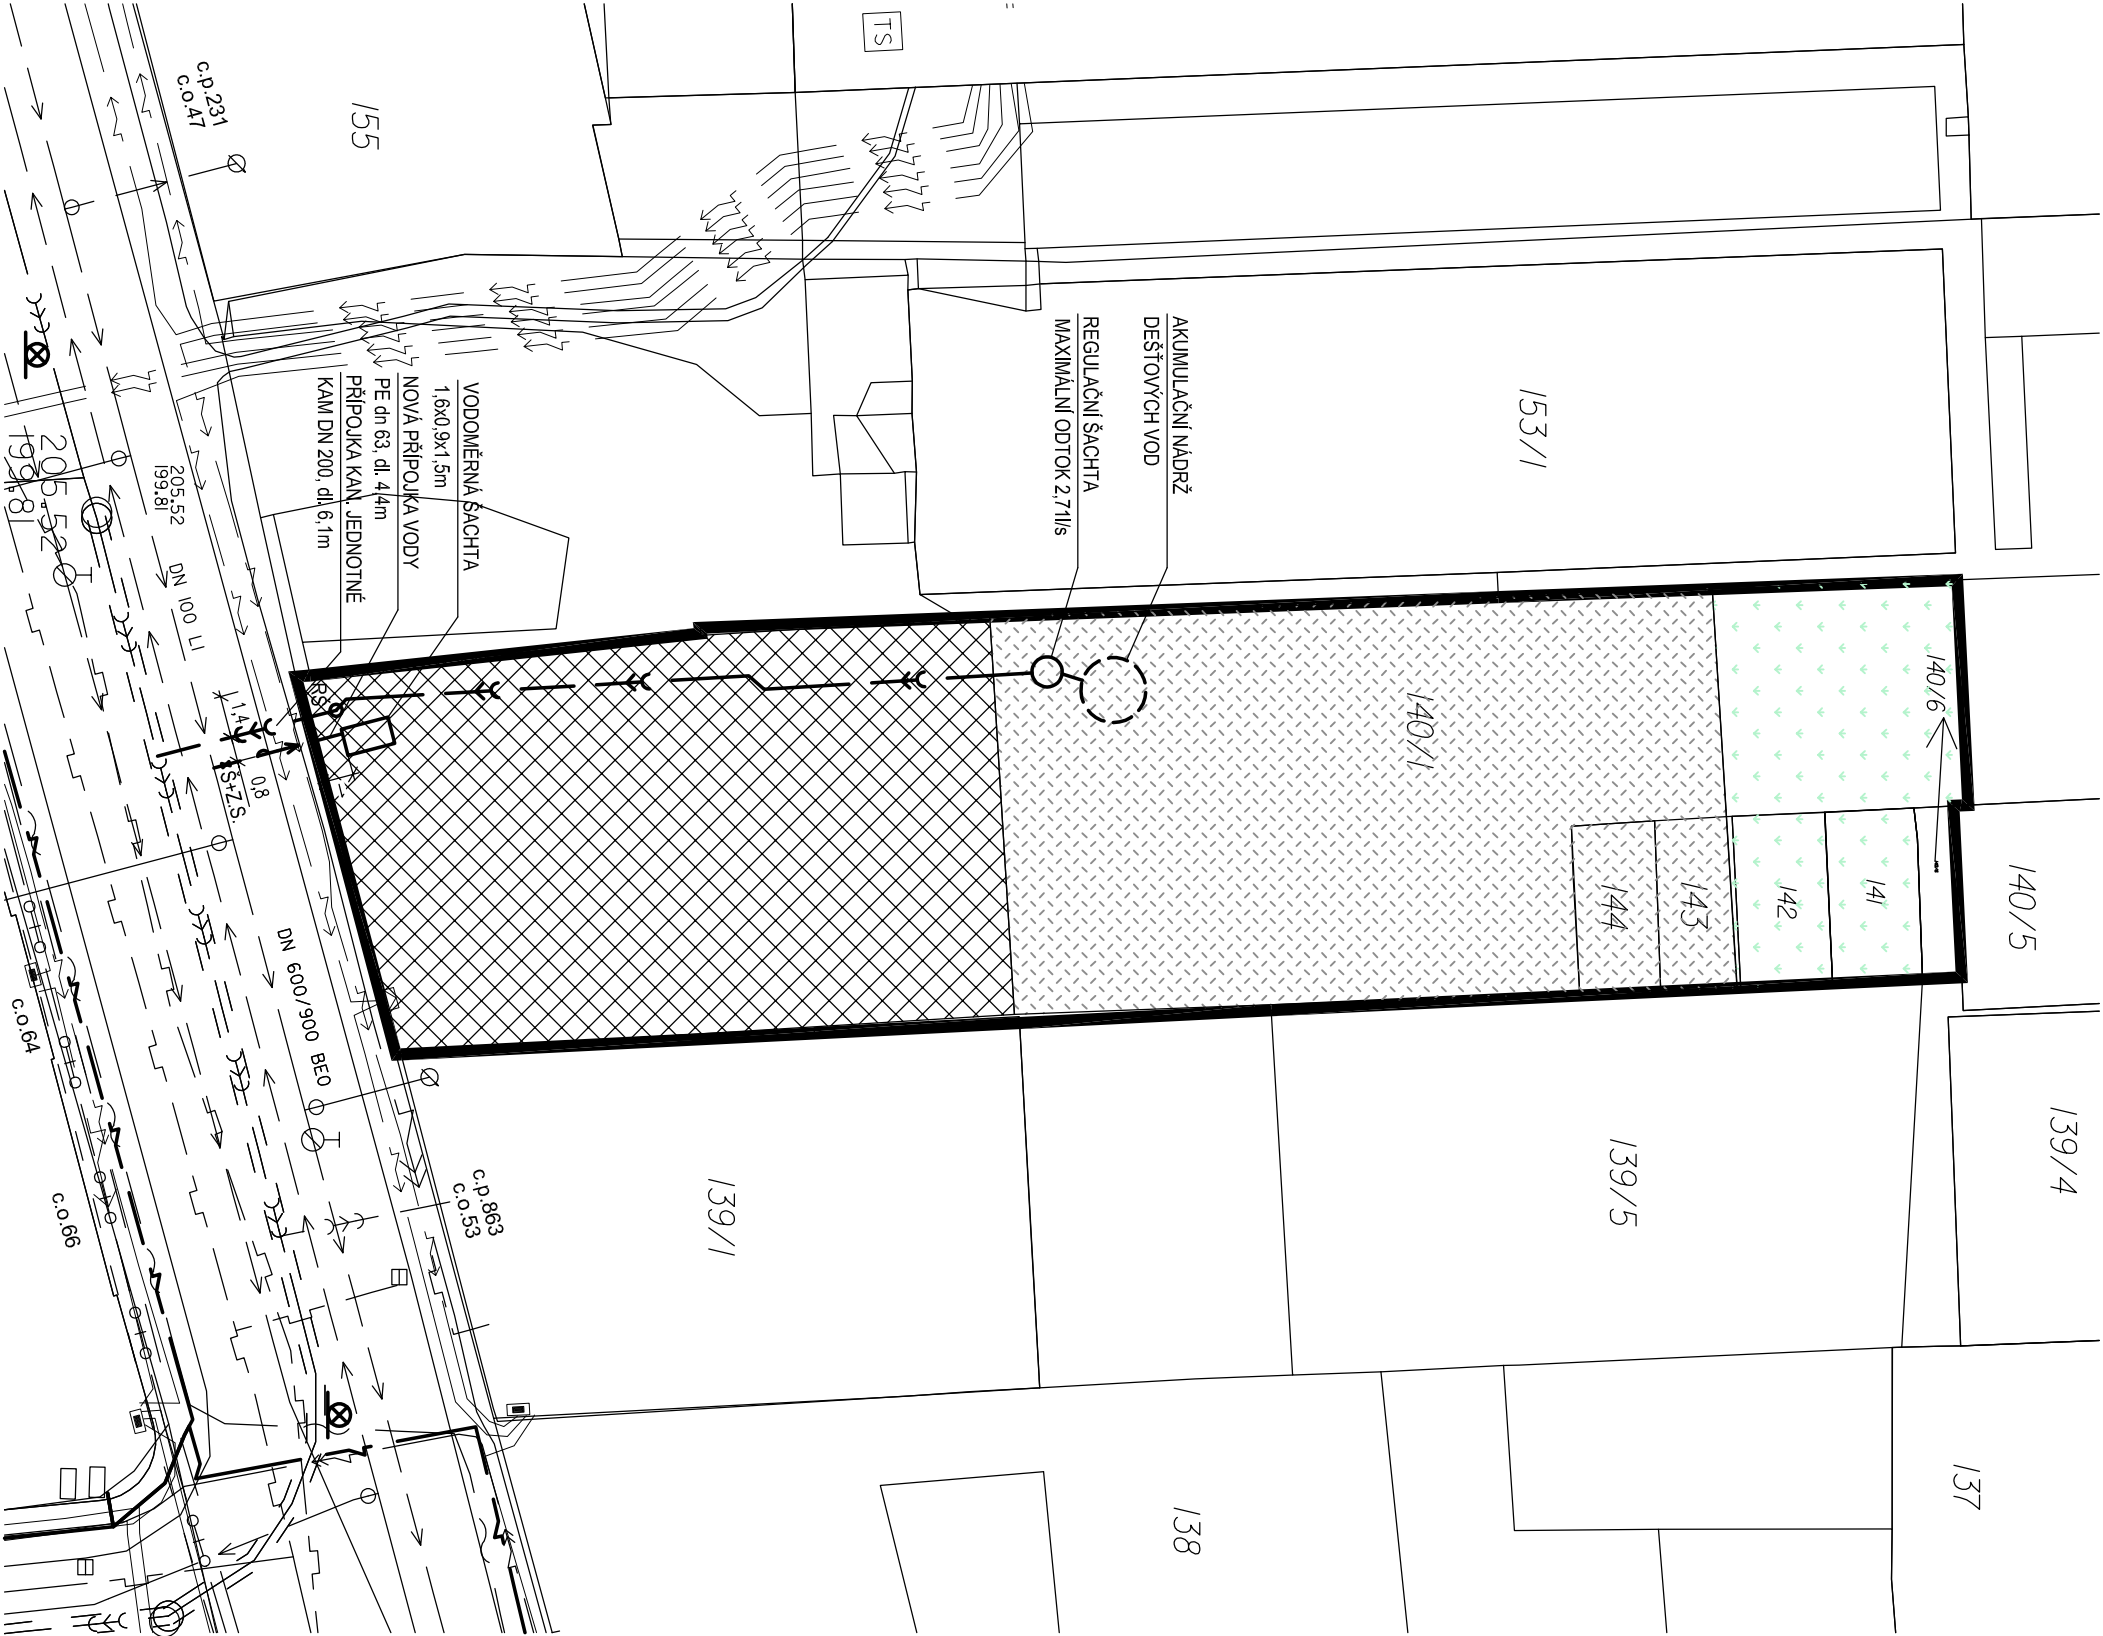 TS
155
c.p.231
c.o.47
153/1
AKUMULAČNÍ NÁDRŽ
DEŠŤOVÝCH VOD
REGULAČNÍ ŠACHTA
MAXIMÁLNÍ ODTOK 2,71l/s
VODOMĚRNÁ ŠACHTA
1,6x0,9x1,5m
NOVÁ PŘÍPOJKA VODY
PE dn 63, dl. 4,4m
PŘÍPOJKA KAN. JEDNOTNÉ
KAM DN 200, dl. 6,1m
205.52
199.81
205.52
199.81
DN 100 LI
RŠ
1,4
0,8
Š+Z.S.
DN 600/900 BEO
140/1
140/6
140/5
141
142
143
144
139/4
139/5
139/1
c.p.863
c.o.53
c.o.64
c.o.66
138
137